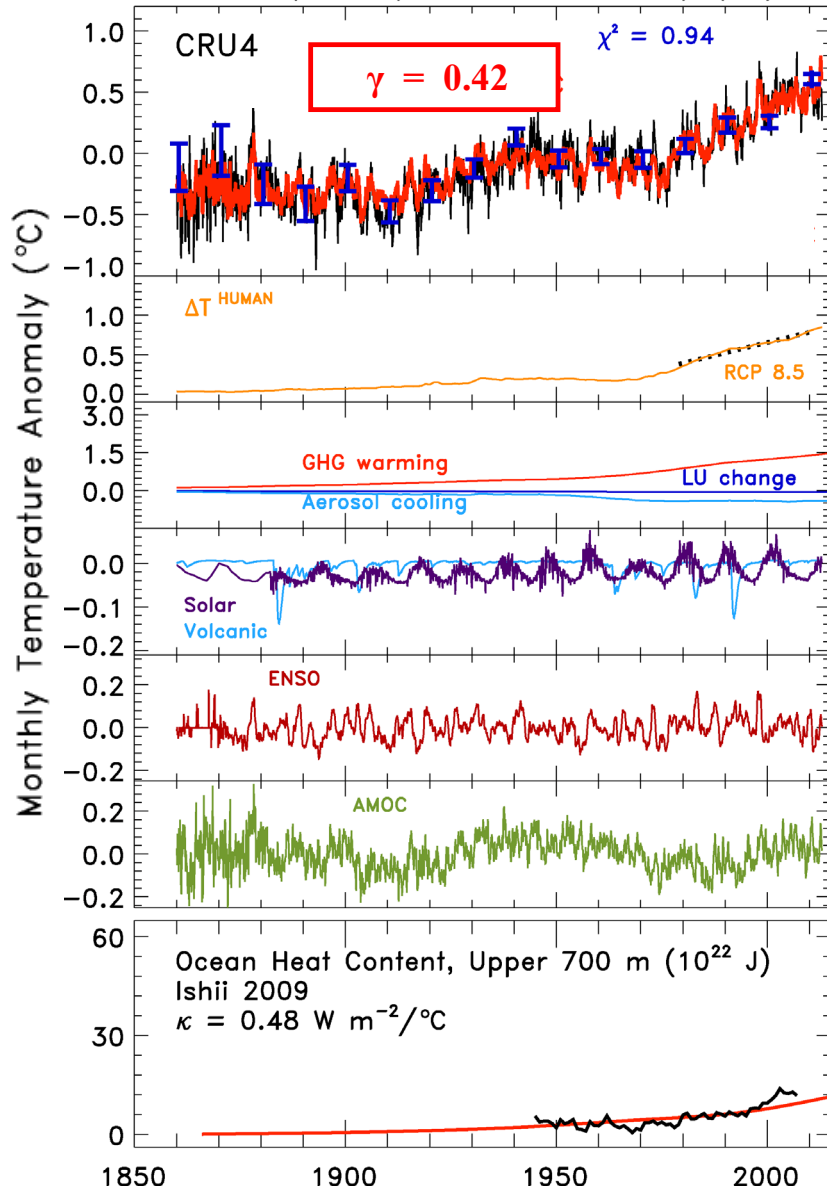 CRU4
χ² = 0.94
γ = 0.42
Monthly Temperature Anomaly (°C)
1.0
0.5
0.0
−0.5
−1.0
ΔT HUMAN
RCP 8.5
1.0
0.5
0.0
GHG warming
LU change
Aerosol cooling
3.0
1.5
0.0
Solar
Volcanic
0.0
−0.1
−0.2
ENSO
0.2
0.0
−0.2
AMOC
0.2
0.0
−0.2
Ocean Heat Content, Upper 700 m (10²² J)
Ishii 2009
κ = 0.48 W m⁻²/°C
60
30
0
1850 1900 1950 2000